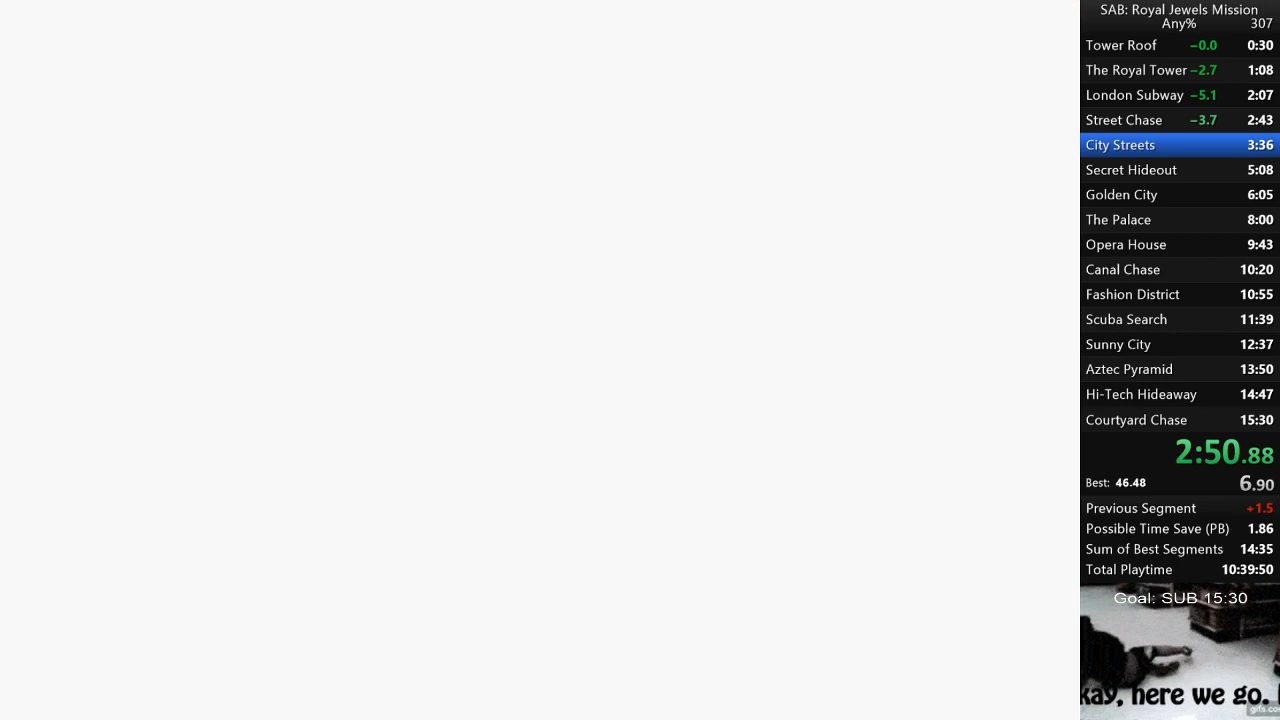 SAB: Royal Jewels Mission
Any% 307
Tower Roof −0.0 0:30
The Royal Tower −2.7 1:08
London Subway −5.1 2:07
Street Chase −3.7 2:43
City Streets 3:36
Secret Hideout 5:08
Golden City 6:05
The Palace 8:00
Opera House 9:43
Canal Chase 10:20
Fashion District 10:55
Scuba Search 11:39
Sunny City 12:37
Aztec Pyramid 13:50
Hi-Tech Hideaway 14:47
Courtyard Chase 15:30
2:50.88
Best: 46.48 6.90
Previous Segment +1.5
Possible Time Save (PB) 1.86
Sum of Best Segments 14:35
Total Playtime 10:39:50
Goal: SUB 15:30
kay, here we go.
gifs.co